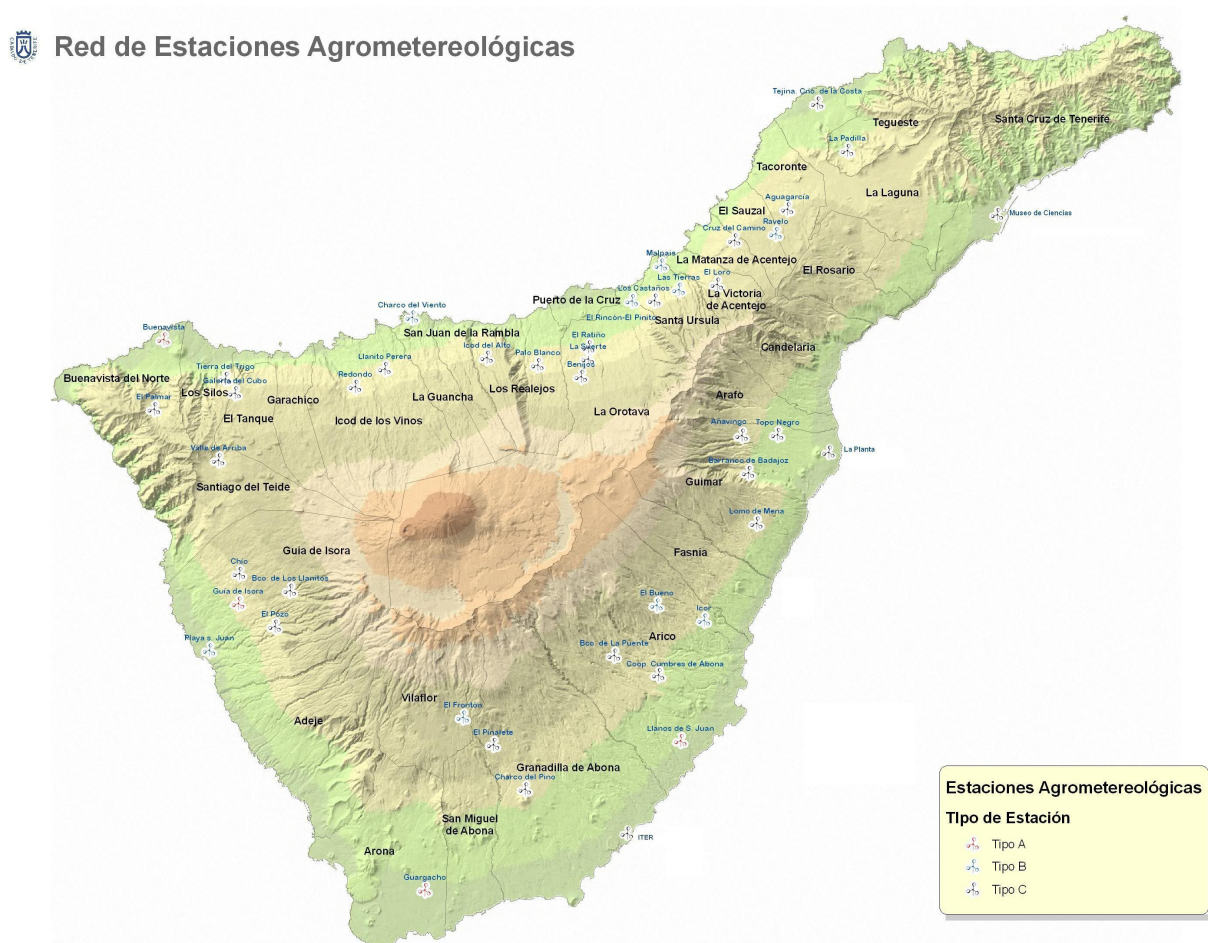 CABILDO DE TENERIFE
Red de Estaciones Agrometereológicas
Tejina. Cno. de la Costa
Santa Cruz de Tenerife
Tegueste
La Padilla
Tacoronte
La Laguna
Aguagarcía
El Sauzal
Museo de Ciencias
Ravelo
Cruz del Camino
Malpais
La Matanza de Acentejo
El Rosario
El Loro
Las Tierras
Los Castaños
La Victoria
de Acentejo
Puerto de la Cruz
Charco del Viento
El Rincón-El Pinito
Santa Ursula
Buenavista
San Juan de la Rambla
El Ratiño
Icod del Alto
La Suerte
Candelaria
Palo Blanco
Llanito Perera
Benijos
Tierra del Trigo
Redondo
Buenavista del Norte
Galería del Cubo
Los Silos
El Palmar
Garachico
La Guancha
Los Realejos
Arafo
El Tanque
Icod de los Vinos
La Orotava
Añavingo
Topo Negro
Valle de Arriba
La Planta
Barranco de Badajoz
Santiago del Teide
Guimar
Lomo de Mena
Guia de Isora
Fasnia
Chio
Bco. de Los Llanitos
Guía de Isora
El Bueno
El Pozo
Icor
Playa s. Juan
Arico
Bco. de La Puente
Coop. Cumbres de Abona
Vilaflor
El Fronton
Adeje
Llanos de S. Juan
El Pinalete
Granadilla de Abona
Charco del Pino
San Miguel
de Abona
ITER
Arona
Guargacho
Estaciones Agrometereológicas
TIpo de Estación
Tipo A
Tipo B
Tipo C